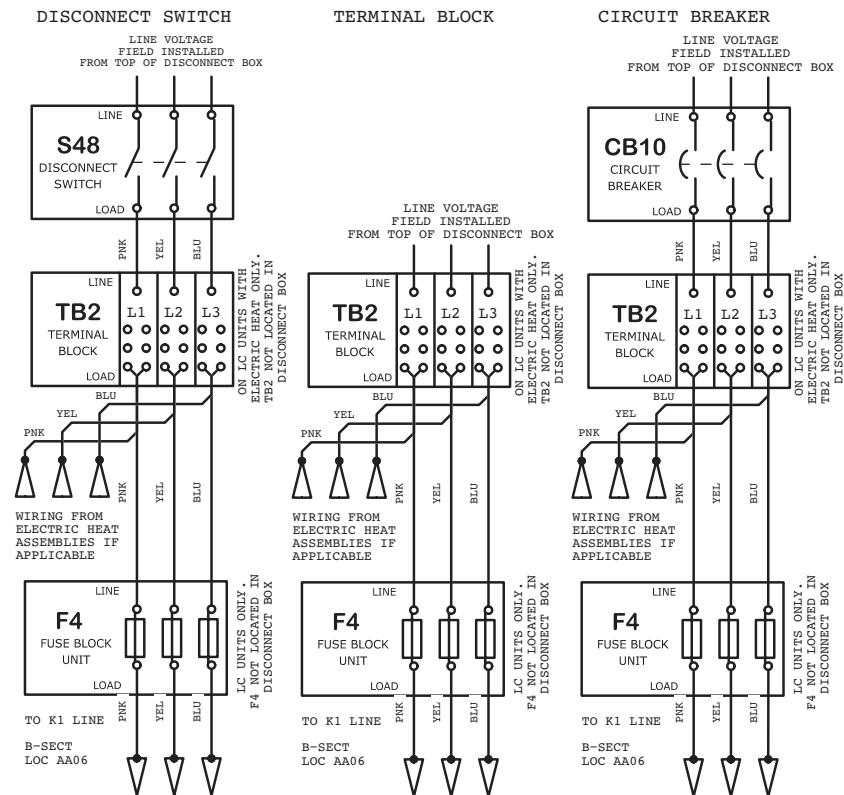 DISCONNECT SWITCH
LINE VOLTAGE
FIELD INSTALLED
FROM TOP OF DISCONNECT BOX
LINE
S48
DISCONNECT
SWITCH
LOAD
PNK
YEL
BLU
LINE
TB2
TERMINAL
BLOCK
L1
L2
L3
LOAD
ON LC UNITS WITH
ELECTRIC HEAT ONLY.
TB2 NOT LOCATED IN
DISCONNECT BOX
BLU
YEL
PNK
PNK
YEL
BLU
WIRING FROM
ELECTRIC HEAT
ASSEMBLIES IF
APPLICABLE
LINE
F4
FUSE BLOCK
UNIT
LOAD
LC UNITS ONLY.
F4 NOT LOCATED IN
DISCONNECT BOX
PNK
YEL
BLU
TO K1 LINE
B-SECT
LOC AA06
TERMINAL BLOCK
LINE VOLTAGE
FIELD INSTALLED
FROM TOP OF DISCONNECT BOX
LINE
TB2
TERMINAL
BLOCK
L1
L2
L3
LOAD
ON LC UNITS WITH
ELECTRIC HEAT ONLY.
TB2 NOT LOCATED IN
DISCONNECT BOX
BLU
YEL
PNK
PNK
YEL
BLU
WIRING FROM
ELECTRIC HEAT
ASSEMBLIES IF
APPLICABLE
LINE
F4
FUSE BLOCK
UNIT
LOAD
LC UNITS ONLY.
F4 NOT LOCATED IN
DISCONNECT BOX
PNK
YEL
BLU
TO K1 LINE
B-SECT
LOC AA06
CIRCUIT BREAKER
LINE VOLTAGE
FIELD INSTALLED
FROM TOP OF DISCONNECT BOX
LINE
CB10
CIRCUIT
BREAKER
LOAD
PNK
YEL
BLU
LINE
TB2
TERMINAL
BLOCK
L1
L2
L3
LOAD
ON LC UNITS WITH
ELECTRIC HEAT ONLY.
TB2 NOT LOCATED IN
DISCONNECT BOX
BLU
YEL
PNK
PNK
YEL
BLU
WIRING FROM
ELECTRIC HEAT
ASSEMBLIES IF
APPLICABLE
LINE
F4
FUSE BLOCK
UNIT
LOAD
LC UNITS ONLY.
F4 NOT LOCATED IN
DISCONNECT BOX
PNK
YEL
BLU
TO K1 LINE
B-SECT
LOC AA06